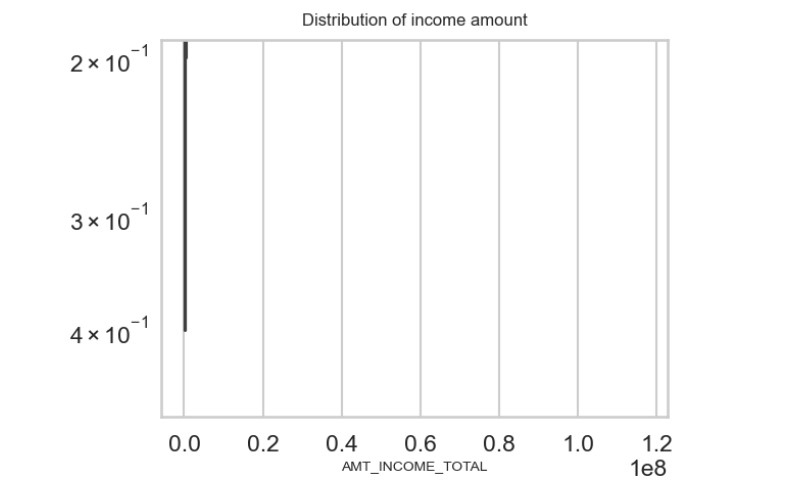 Distribution of income amount
2 × 10⁻¹
3 × 10⁻¹
4 × 10⁻¹
0.0 0.2 0.4 0.6 0.8 1.0 1.2
1e8
AMT_INCOME_TOTAL